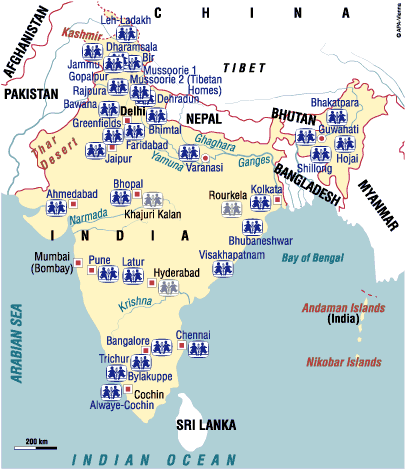 © APA-Vienna
C H I N A
AFGHANISTAN
Leh-Ladakh
Kashmir
Dharamsala
Jammu
Bir
Gopalpur
Mussoorie 1
TIBET
Mussoorie 2 (Tibetan
Homes)
PAKISTAN
Rajpura
Dehradun
Bawana
Delhi
NEPAL
BHUTAN
Bhakatpara
Greenfields
Bhimtal
Guwahati
Thar
Desert
Faridabad
Ghaghara
Hojai
Jaipur
Yamuna
Ganges
Varanasi
Shillong
BANGLADESH
MYANMAR
Ahmedabad
Bhopal
Rourkela
Kolkata
Narmada
Khajuri Kalan
I N D I A
Bhubaneshwar
Mumbai
(Bombay)
Pune
Latur
Visakhapatnam
Bay of Bengal
Hyderabad
Krishna
ARABIAN SEA
Andaman Islands
(India)
Bangalore
Chennai
Trichur
Bylakuppe
Nikobar Islands
Cochin
Alwaye-Cochin
SRI LANKA
200 km
INDIAN OCEAN